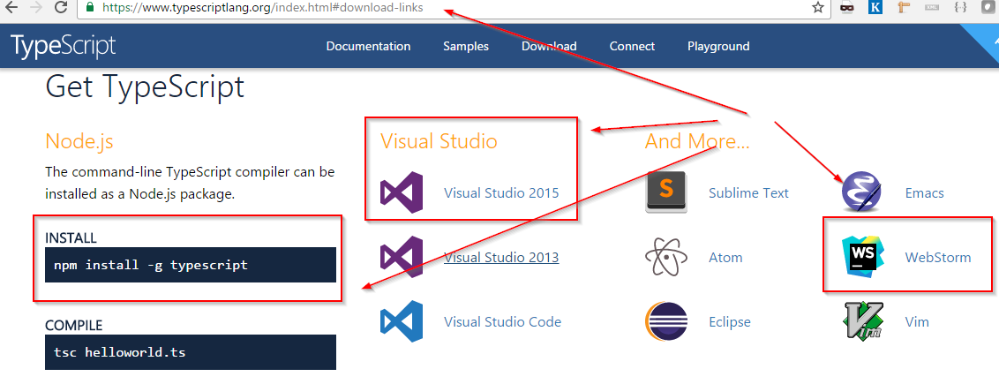 https://www.typescriptlang.org/index.html#download-links
TypeScript
Documentation
Samples
Download
Connect
Playground
Get TypeScript
Node.js
The command-line TypeScript compiler can be
installed as a Node.js package.
INSTALL
npm install -g typescript
COMPILE
tsc helloworld.ts
Visual Studio
Visual Studio 2015
Visual Studio 2013
Visual Studio Code
And More...
S
Sublime Text
Emacs
Atom
WS
WebStorm
Eclipse
Vim
Vim
K
{}